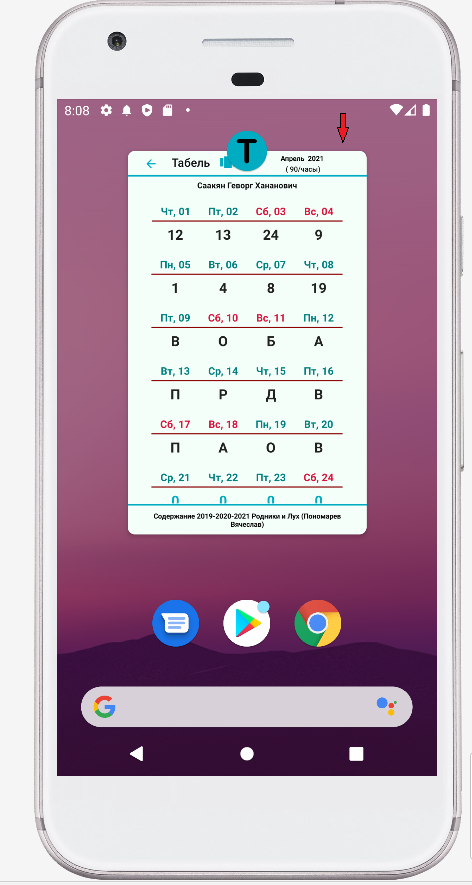 8:08
T
Табель
Апрель 2021
( 90/часы)
Саакян Геворг Хананович
Чт, 01 Пт, 02 Сб, 03 Вс, 04
12 13 24 9
Пн, 05 Вт, 06 Ср, 07 Чт, 08
1 4 8 19
Пт, 09 Сб, 10 Вс, 11 Пн, 12
В О Б А
Вт, 13 Ср, 14 Чт, 15 Пт, 16
П Р Д В
Сб, 17 Вс, 18 Пн, 19 Вт, 20
П А О В
Ср, 21 Чт, 22 Пт, 23 Сб, 24
0 0 0 0
Содержание 2019-2020-2021 Родники и Лух (Пономарев
Вячеслав)